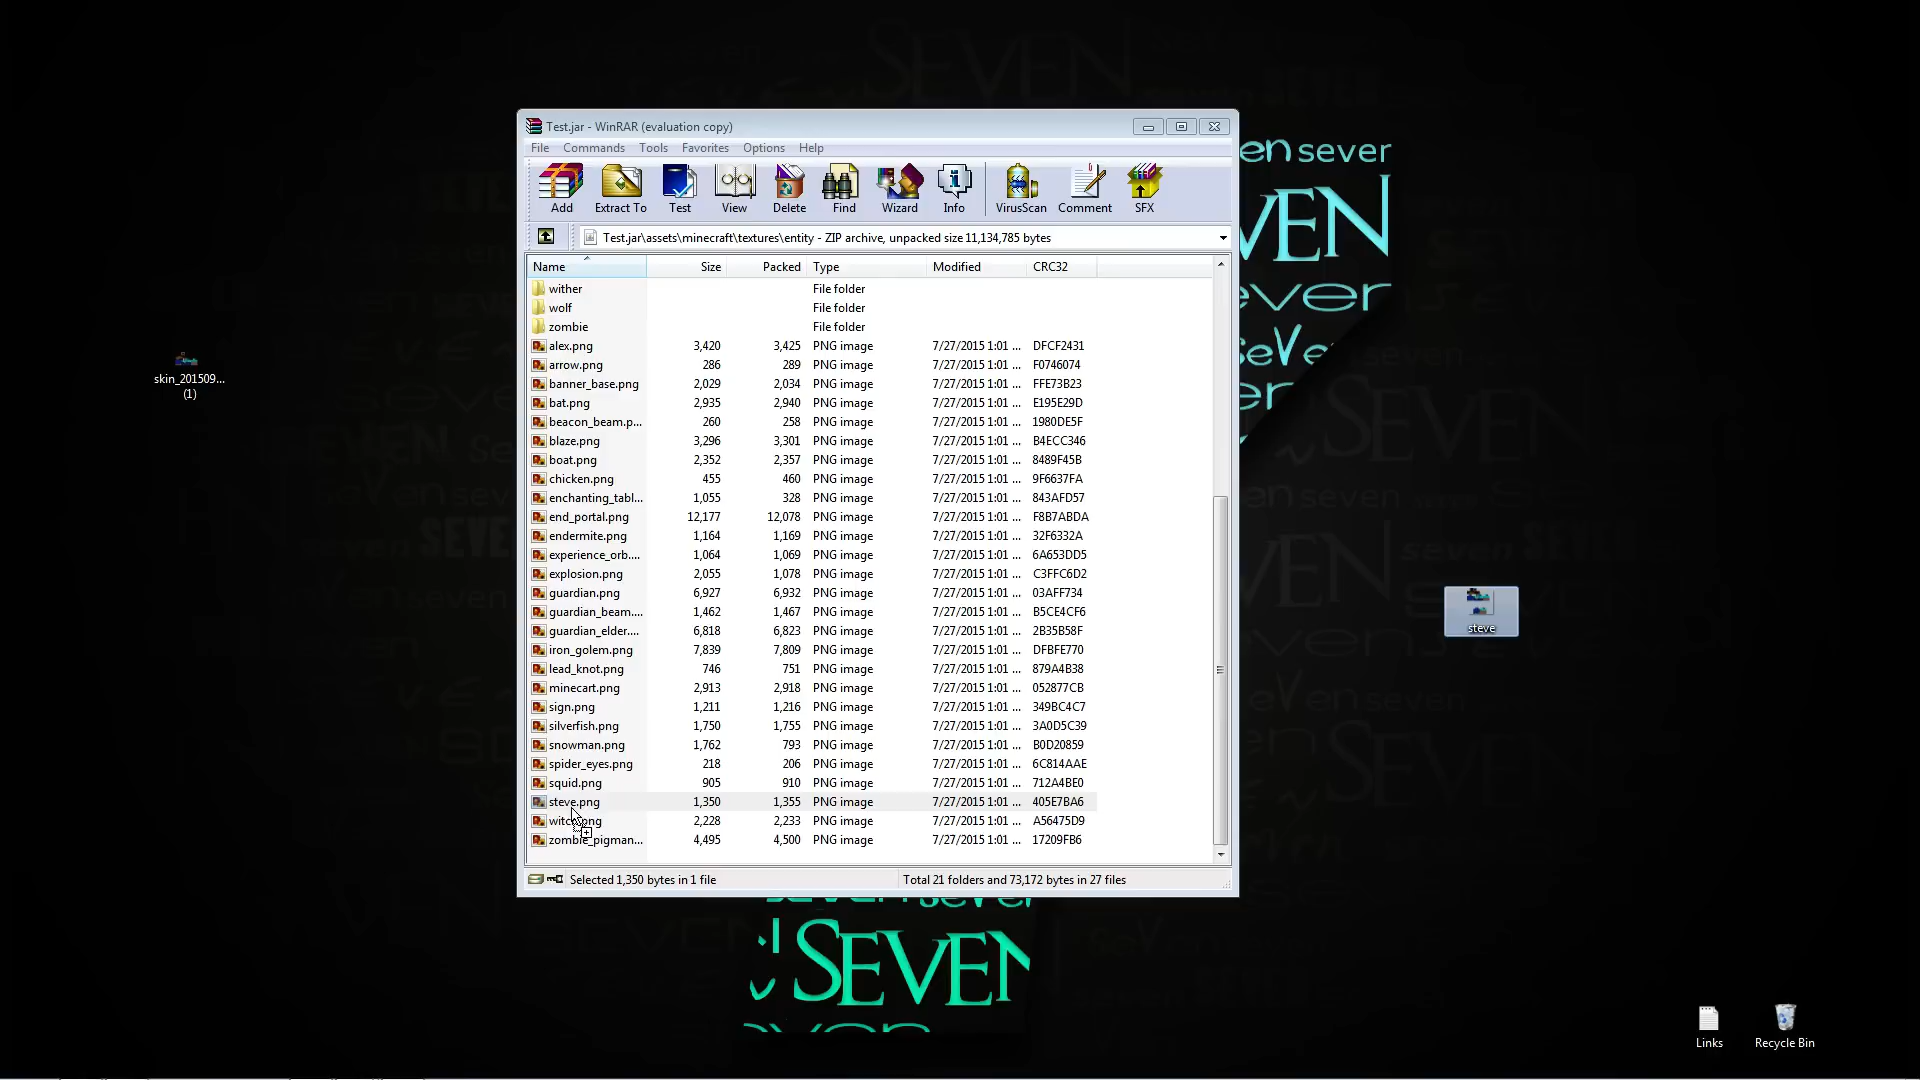 Test.jar - WinRAR (evaluation copy)
File Commands Tools Favorites Options Help
Add Extract To Test View Delete Find Wizard Info VirusScan Comment SFX
Test.jar\assets\minecraft\textures\entity - ZIP archive, unpacked size 11,134,785 bytes
Name Size Packed Type Modified CRC32
wither File folder
wolf File folder
zombie File folder
alex.png 3,420 3,425 PNG image 7/27/2015 1:01 ... DFCF2431
arrow.png 286 289 PNG image 7/27/2015 1:01 ... F0746074
banner_base.png 2,029 2,034 PNG image 7/27/2015 1:01 ... FFE73B23
bat.png 2,935 2,940 PNG image 7/27/2015 1:01 ... E195E29D
beacon_beam.p... 260 258 PNG image 7/27/2015 1:01 ... 1980DE5F
blaze.png 3,296 3,301 PNG image 7/27/2015 1:01 ... B4ECC346
boat.png 2,352 2,357 PNG image 7/27/2015 1:01 ... 8489F45B
chicken.png 455 460 PNG image 7/27/2015 1:01 ... 9F6637FA
enchanting_tabl... 1,055 328 PNG image 7/27/2015 1:01 ... 843AFD57
end_portal.png 12,177 12,078 PNG image 7/27/2015 1:01 ... F8B7ABDA
endermite.png 1,164 1,169 PNG image 7/27/2015 1:01 ... 32F6332A
experience_orb.... 1,064 1,069 PNG image 7/27/2015 1:01 ... 6A653DD5
explosion.png 2,055 1,078 PNG image 7/27/2015 1:01 ... C3FFC6D2
guardian.png 6,927 6,932 PNG image 7/27/2015 1:01 ... 03AFF734
guardian_beam.... 1,462 1,467 PNG image 7/27/2015 1:01 ... B5CE4CF6
guardian_elder.... 6,818 6,823 PNG image 7/27/2015 1:01 ... 2B35B58F
iron_golem.png 7,839 7,809 PNG image 7/27/2015 1:01 ... DFBFE770
lead_knot.png 746 751 PNG image 7/27/2015 1:01 ... 879A4B38
minecart.png 2,913 2,918 PNG image 7/27/2015 1:01 ... 052877CB
sign.png 1,211 1,216 PNG image 7/27/2015 1:01 ... 349BC4C7
silverfish.png 1,750 1,755 PNG image 7/27/2015 1:01 ... 3A0D5C39
snowman.png 1,762 793 PNG image 7/27/2015 1:01 ... B0D20859
spider_eyes.png 218 206 PNG image 7/27/2015 1:01 ... 6C814AAE
squid.png 905 910 PNG image 7/27/2015 1:01 ... 712A4BE0
steve.png 1,350 1,355 PNG image 7/27/2015 1:01 ... 405E7BA6
witch.png 2,228 2,233 PNG image 7/27/2015 1:01 ... A56475D9
zombie_pigman... 4,495 4,500 PNG image 7/27/2015 1:01 ... 17209FB6
Selected 1,350 bytes in 1 file Total 21 folders and 73,172 bytes in 27 files
skin_201509...
(1)
steve
sever
SEVEN
Links
Recycle Bin